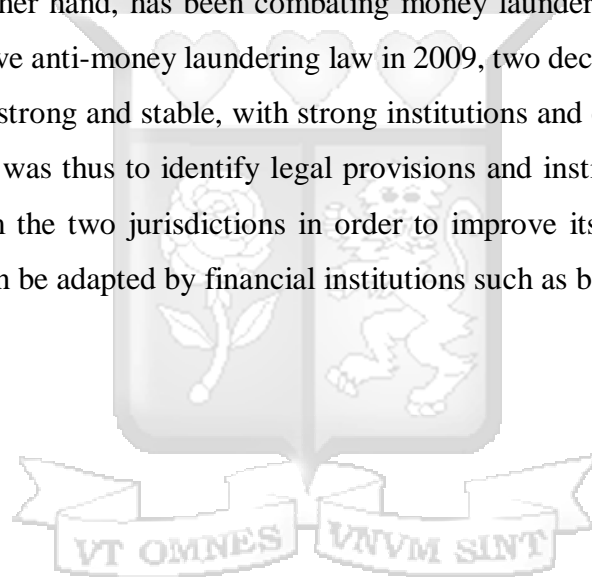 her hand, has been combating money launder
ve anti-money laundering law in 2009, two dec
strong and stable, with strong institutions and
was thus to identify legal provisions and insti
the two jurisdictions in order to improve its
be adapted by financial institutions such as b
VT OMNES VNVM SINT